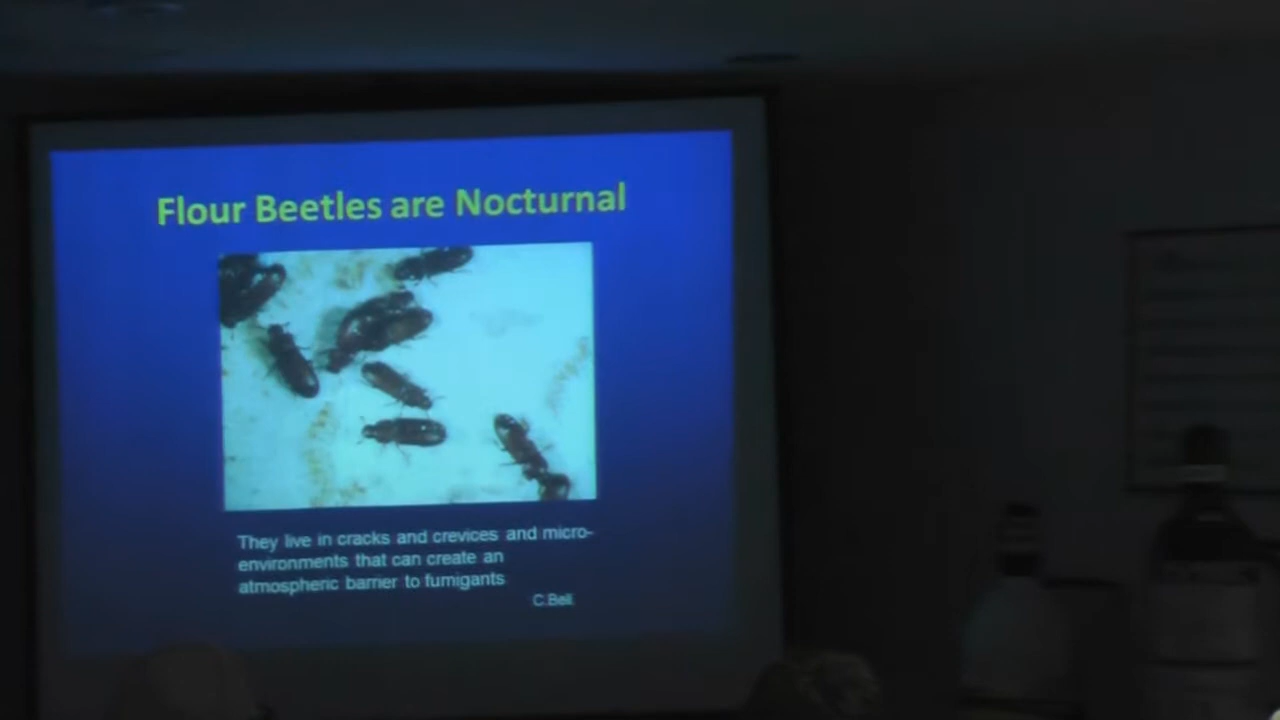 Flour Beetles are Nocturnal
They live in cracks and crevices and micro-
environments that can create an
atmospheric barrier to fumigants
C.Bell